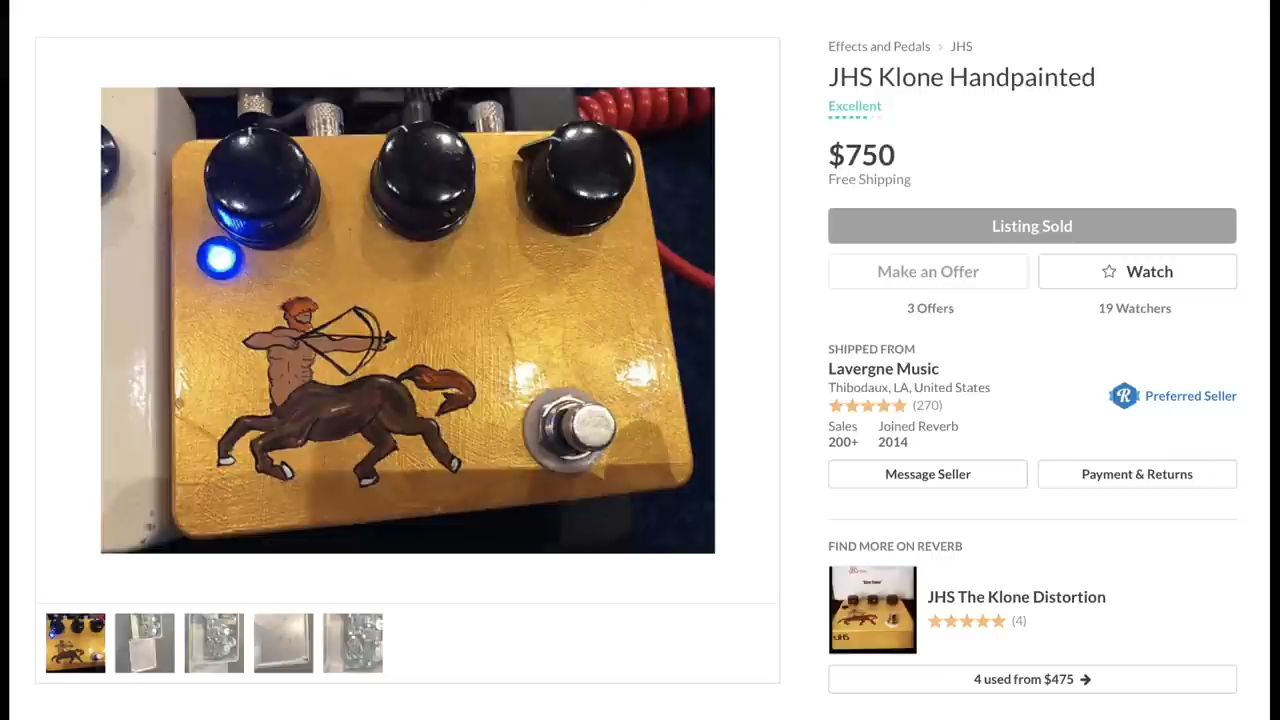 Effects and Pedals > JHS
JHS Klone Handpainted
Excellent
$750
Free Shipping
Listing Sold
Make an Offer
Watch
3 Offers
19 Watchers
SHIPPED FROM
Lavergne Music
Thibodaux, LA, United States
(270)
R Preferred Seller
Sales Joined Reverb
200+ 2014
Message Seller
Payment & Returns
FIND MORE ON REVERB
JHS The Klone Distortion
(4)
JHS
4 used from $475 →